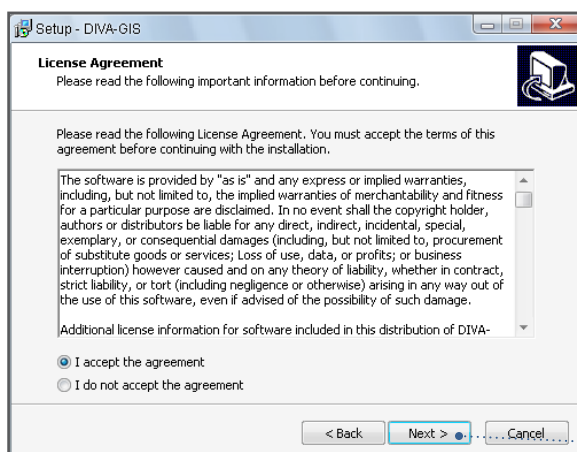 Setup - DIVA-GIS
License Agreement
Please read the following important information before continuing.
Please read the following License Agreement. You must accept the terms of this
agreement before continuing with the installation.
The software is provided by "as is" and any express or implied warranties,
including, but not limited to, the implied warranties of merchantability and fitness
for a particular purpose are disclaimed. In no event shall the copyright holder,
authors or distributors be liable for any direct, indirect, incidental, special,
exemplary, or consequential damages (including, but not limited to, procurement
of substitute goods or services; Loss of use, data, or profits; or business
interruption) however caused and on any theory of liability, whether in contract,
strict liability, or tort (including negligence or otherwise) arising in any way out of
the use of this software, even if advised of the possibility of such damage.
Additional license information for software included in this distribution of DIVA-
I accept the agreement
I do not accept the agreement
< Back Next > Cancel